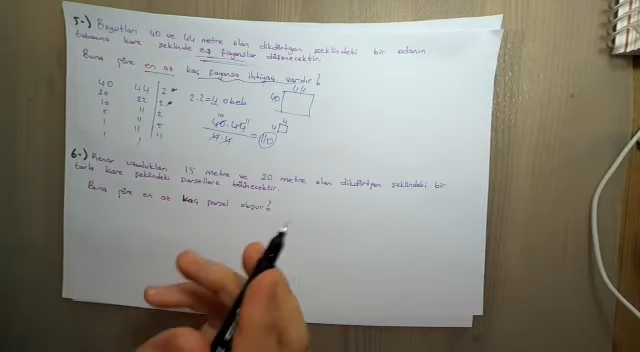 5-) Boyutları 40 ve 44 metre olan dikdörtgen şeklindeki bir odanın
tabanına kare şeklinde eş fayanslar döşenecektir.
Buna göre en az kaç fayansa ihtiyaç vardır?
40 44 2
20 22 2
10 11 2
5 11 5
1 11 11
1
2.2=4 obeb
40.44
4.4
10 11
= 110
44
40
4
4
6-) Kenar uzunlukları 15 metre ve 20 metre olan dikdörtgen şeklindeki bir
tarla kare şeklindeki parsellere bölünecektir.
Buna göre en az kaç parsel oluşur?